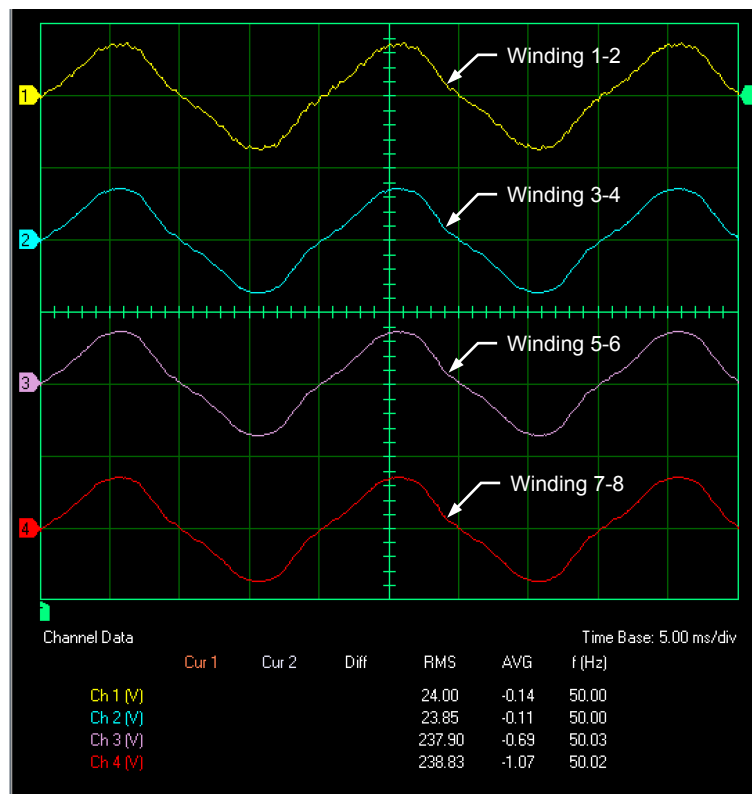 Winding 1-2
1
Winding 3-4
2
Winding 5-6
3
Winding 7-8
4
Channel Data Time Base: 5.00 ms/div
Cur 1 Cur 2 Diff RMS AVG f (Hz)
Ch 1 (V) 24.00 -0.14 50.00
Ch 2 (V) 23.85 -0.11 50.00
Ch 3 (V) 237.90 -0.69 50.03
Ch 4 (V) 238.83 -1.07 50.02